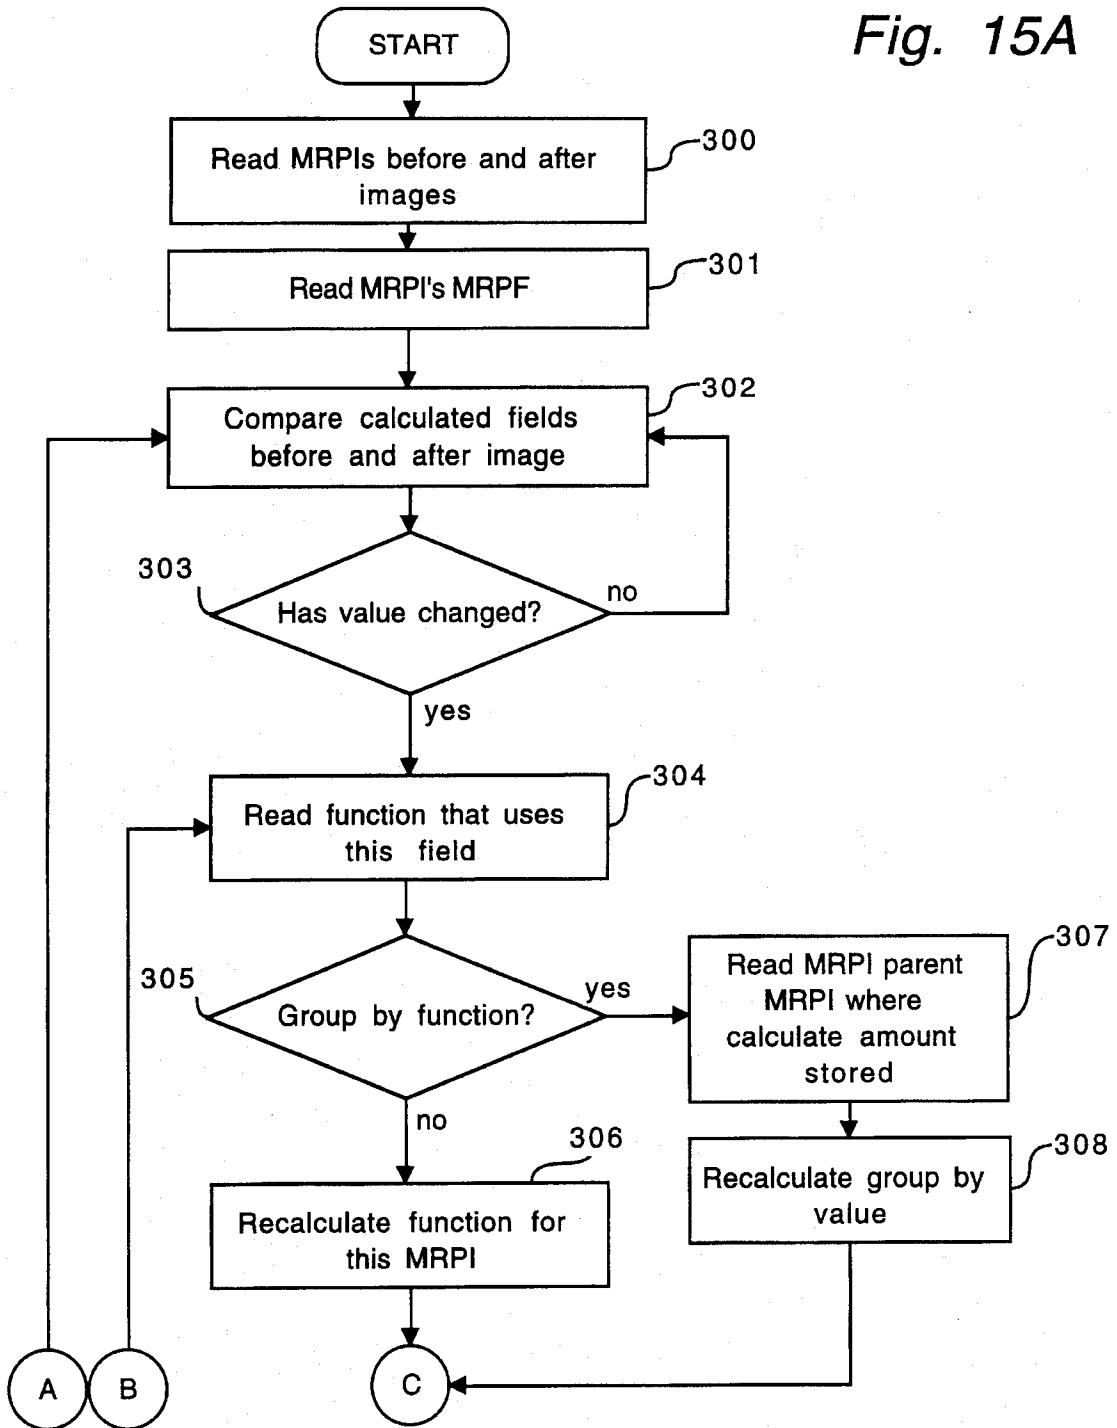 Fig. 15A
START
Read MRPIs before and after
images
300
Read MRPI's MRPF
301
Compare calculated fields
before and after image
302
303
Has value changed?
no
yes
Read function that uses
this field
304
305
Group by function?
yes
no
Read MRPI parent
MRPI where
calculate amount
stored
307
306
Recalculate function for
this MRPI
Recalculate group by
value
308
A
B
C